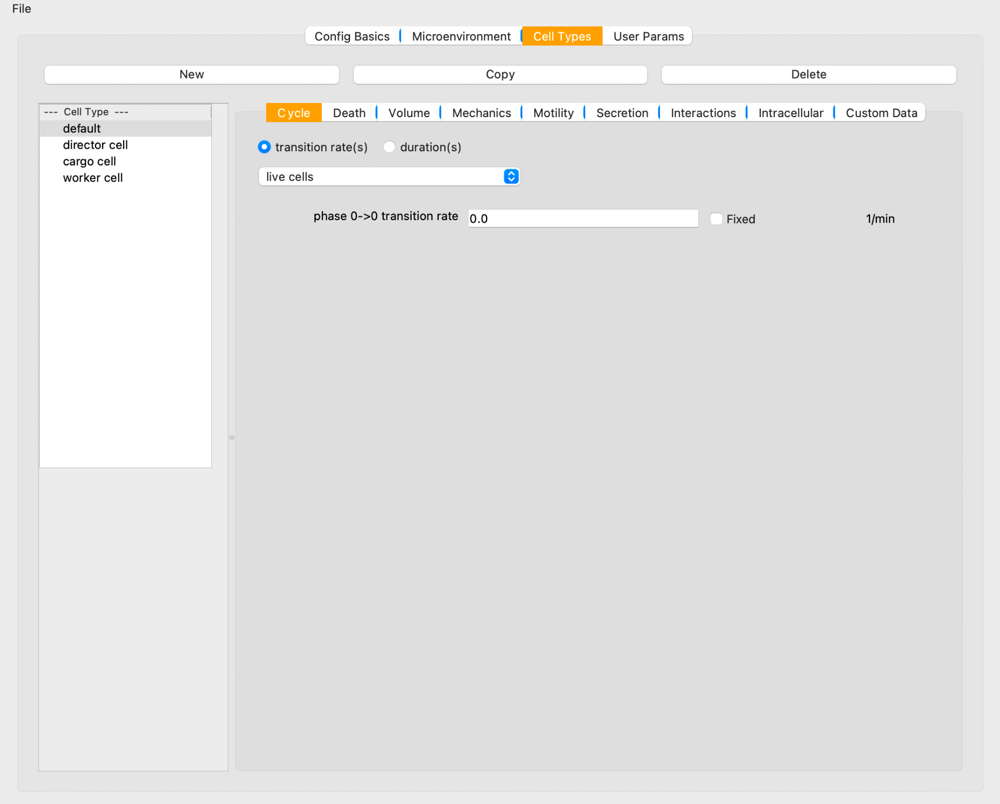 File
Config Basics Microenvironment Cell Types User Params
New Copy Delete
--- Cell Type ---
default
director cell
cargo cell
worker cell
Cycle Death Volume Mechanics Motility Secretion Interactions Intracellular Custom Data
transition rate(s) duration(s)
live cells
phase 0->0 transition rate 0.0 Fixed 1/min